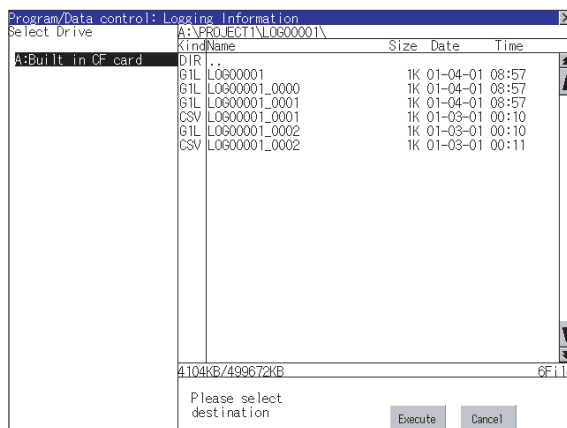 Program/Data control: Logging Information
Select Drive
A:\PROJECT1\LOG00001\
Kind Name Size Date Time
A:Built in CF card
DIR ..
G1L LOG00001 1K 01-04-01 08:57
G1L LOG00001_0000 1K 01-04-01 08:57
G1L LOG00001_0001 1K 01-04-01 08:57
CSV LOG00001_0001 1K 01-03-01 00:10
G1L LOG00001_0002 1K 01-03-01 00:10
CSV LOG00001_0002 1K 01-03-01 00:11
4104KB/499672KB 6Fil
Please select
destination
Execute Cancel